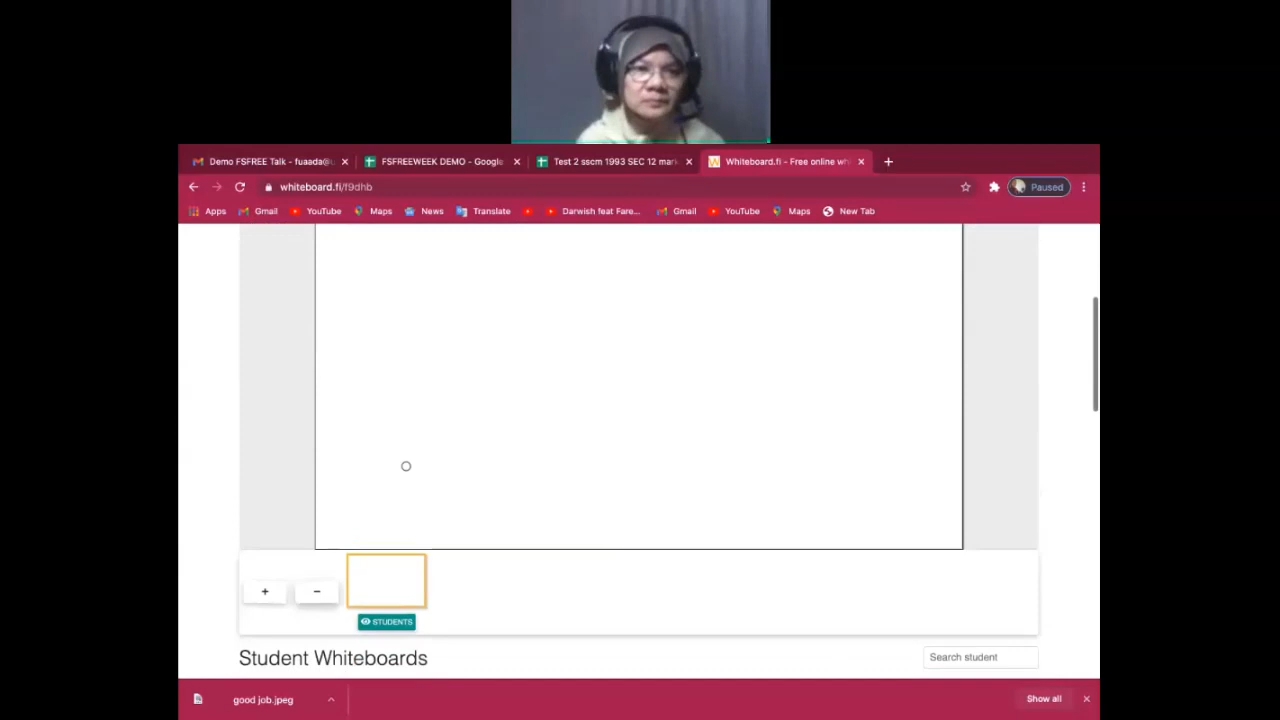 Demo FSFREE Talk - fuaada@u
FSFREEWEEK DEMO - Google
Test 2 sscm 1993 SEC 12 mark
Whiteboard.fi - Free online wh
whiteboard.fi/f9dhb
Paused
Apps Gmail YouTube Maps News Translate Darwish feat Fare... Gmail YouTube Maps New Tab
+ −
STUDENTS
Student Whiteboards
Search student
good job.jpeg
Show all